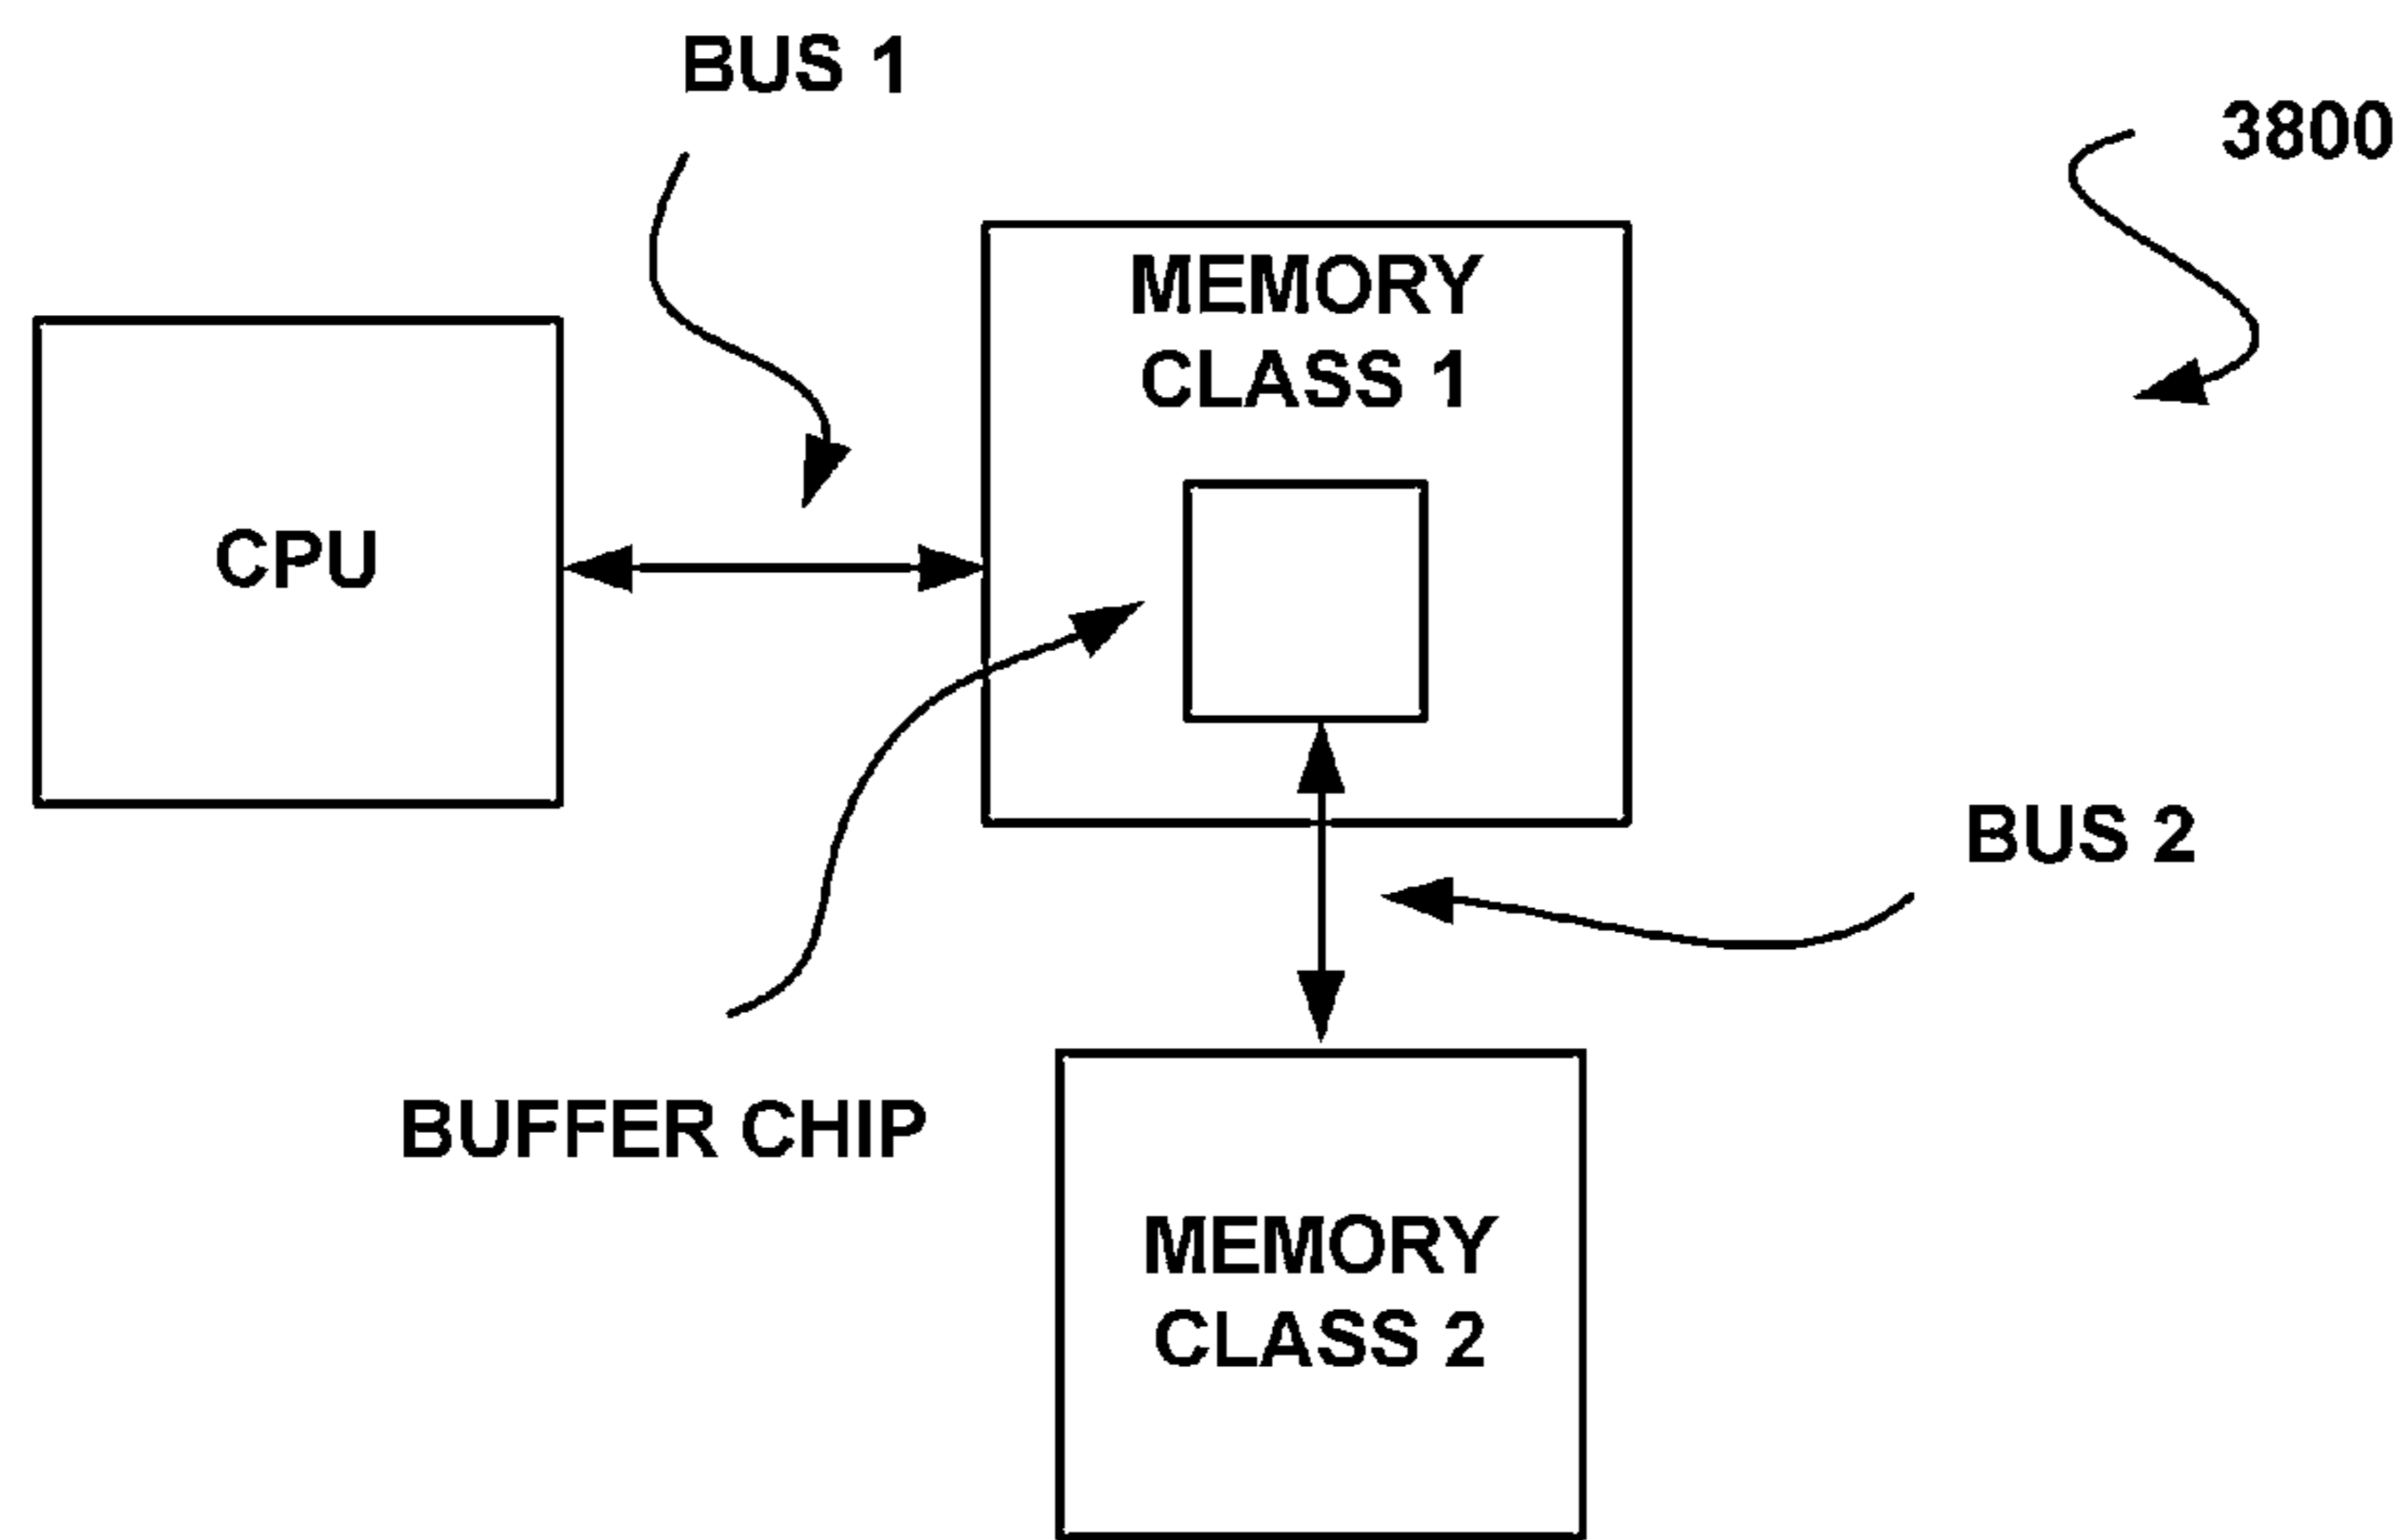 BUS 1
3800
MEMORY
CLASS 1
CPU
BUS 2
BUFFER CHIP
MEMORY
CLASS 2